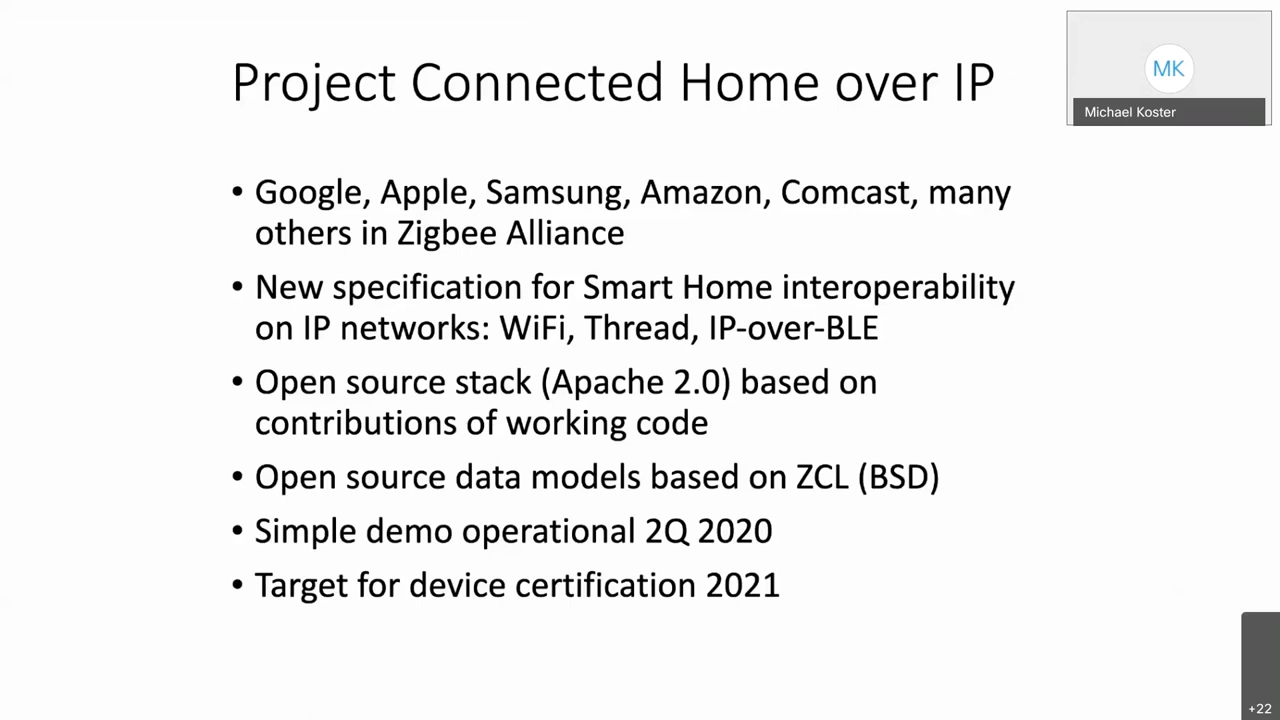 Project Connected Home over IP
MK
Michael Koster
• Google, Apple, Samsung, Amazon, Comcast, many
others in Zigbee Alliance
• New specification for Smart Home interoperability
on IP networks: WiFi, Thread, IP-over-BLE
• Open source stack (Apache 2.0) based on
contributions of working code
• Open source data models based on ZCL (BSD)
• Simple demo operational 2Q 2020
• Target for device certification 2021
+22